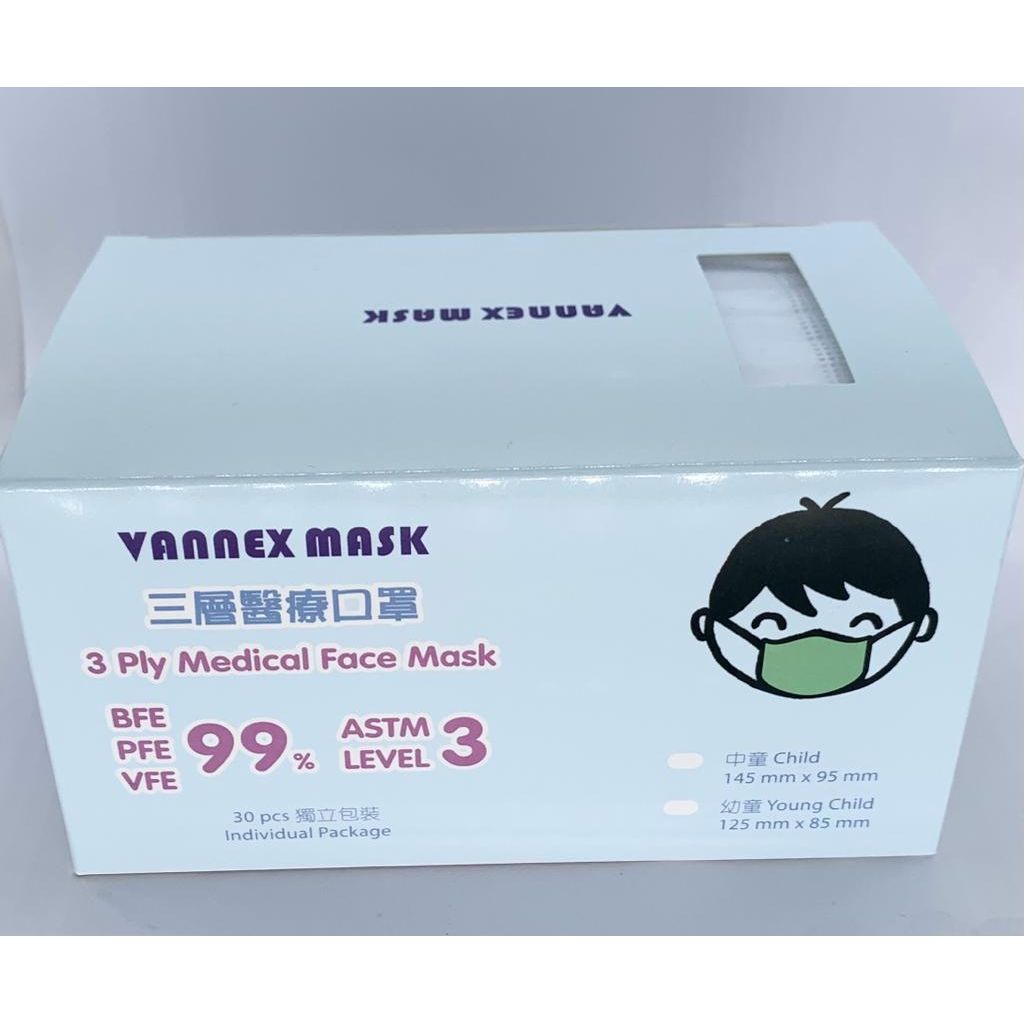 VANNEX MASK
VANNEX MASK
三層醫療口罩
3 Ply Medical Face Mask
BFE
PFE
VFE
99%
ASTM
LEVEL 3
30 pcs 獨立包裝
Individual Package
中童 Child
145 mm x 95 mm
幼童 Young Child
125 mm x 85 mm